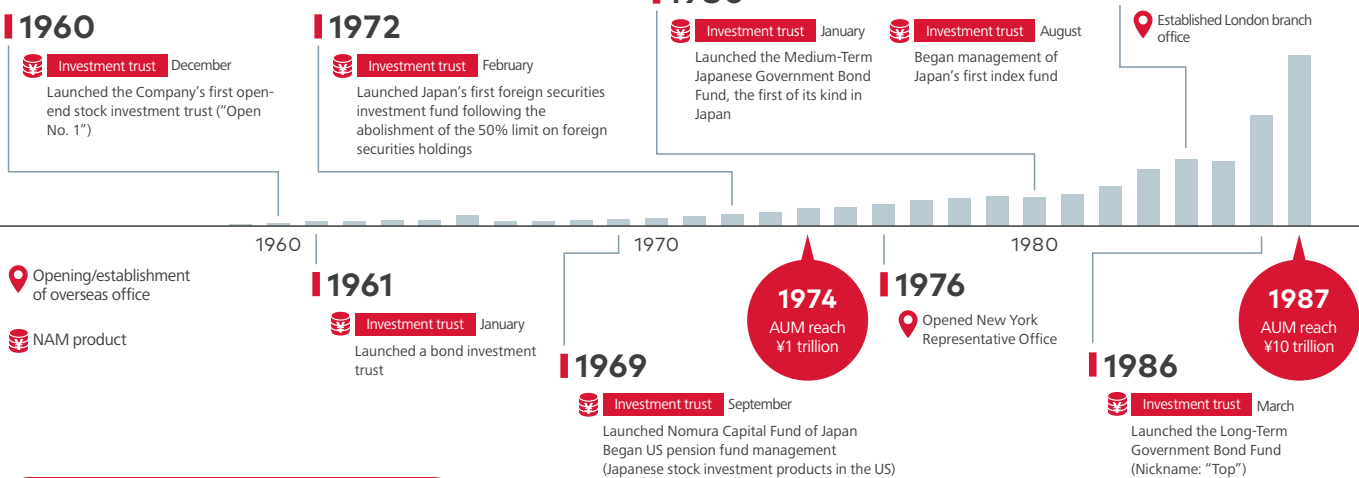 1960
Investment trust December
Launched the Company's first open-
end stock investment trust ("Open
No. 1")
1972
Investment trust February
Launched Japan's first foreign securities
investment fund following the
abolishment of the 50% limit on foreign
securities holdings
Investment trust January
Launched the Medium-Term
Japanese Government Bond
Fund, the first of its kind in
Japan
Investment trust August
Began management of
Japan's first index fund
Established London branch
office
1960
1970
1980
Opening/establishment
of overseas office
NAM product
1961
Investment trust January
Launched a bond investment
trust
1969
Investment trust September
Launched Nomura Capital Fund of Japan
Began US pension fund management
(Japanese stock investment products in the US)
1974
AUM reach
¥1 trillion
1976
Opened New York
Representative Office
1986
Investment trust March
Launched the Long-Term
Government Bond Fund
(Nickname: "Top")
1987
AUM reach
¥10 trillion